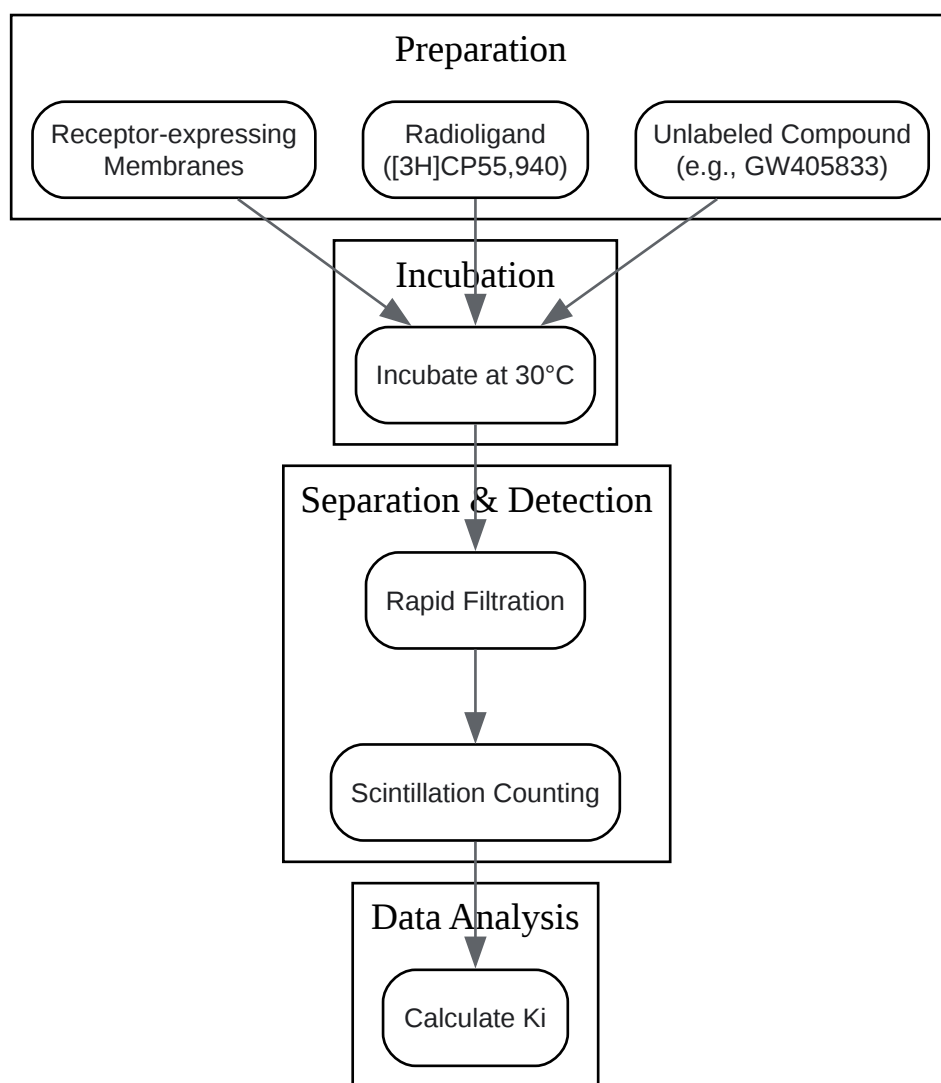 Preparation
Receptor-expressing
Membranes
Radioligand
([3H]CP55,940)
Unlabeled Compound
(e.g., GW405833)
Incubation
Incubate at 30°C
Separation & Detection
Rapid Filtration
Scintillation Counting
Data Analysis
Calculate Ki